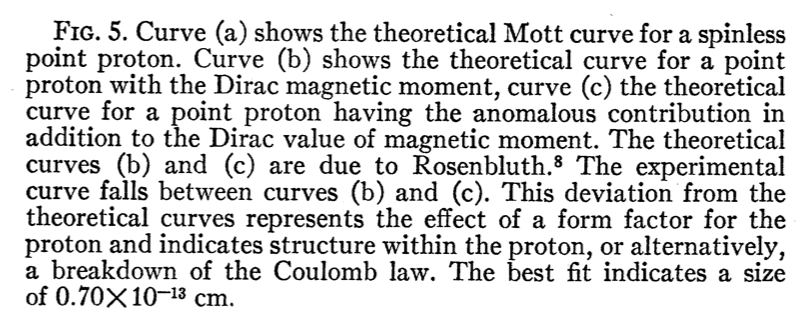 FIG. 5. Curve (a) shows the theoretical Mott curve for a spinless
point proton. Curve (b) shows the theoretical curve for a point
proton with the Dirac magnetic moment, curve (c) the theoretical
curve for a point proton having the anomalous contribution in
addition to the Dirac value of magnetic moment. The theoretical
curves (b) and (c) are due to Rosenbluth.⁸ The experimental
curve falls between curves (b) and (c). This deviation from the
theoretical curves represents the effect of a form factor for the
proton and indicates structure within the proton, or alternatively,
a breakdown of the Coulomb law. The best fit indicates a size
of 0.70×10⁻¹³ cm.